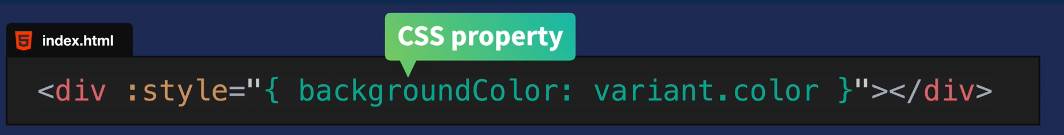 CSS property
index.html
<div :style="{ backgroundColor: variant.color }"></div>